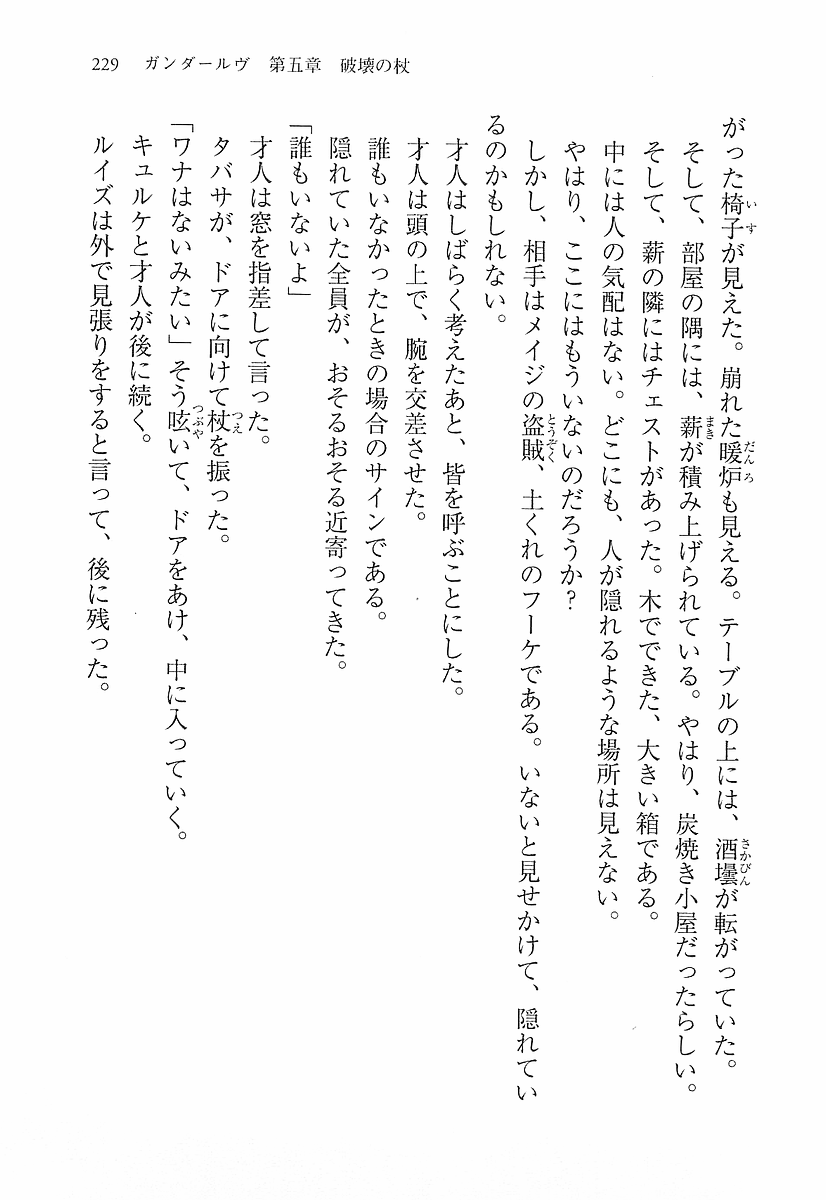 229　ガンダールヴ　第五章　破壊の杖
がった椅子が見えた。崩れた暖炉も見える。テーブルの上には、酒壜が転がっていた。
そして、部屋の隅には、薪が積み上げられている。やはり、炭焼き小屋だったらしい。
そして、薪の隣にはチェストがあった。木でできた、大きい箱である。
中には人の気配はない。どこにも、人が隠れるような場所は見えない。
やはり、ここにはもういないのだろうか?
しかし、相手はメイジの盗賊、土くれのフーケである。いないと見せかけて、隠れてい
るのかもしれない。
才人はしばらく考えたあと、皆を呼ぶことにした。
才人は頭の上で、腕を交差させた。
誰もいなかったときの場合のサインである。
隠れていた全員が、おそるおそる近寄ってきた。
「誰もいないよ」
才人は窓を指差して言った。
タバサが、ドアに向けて杖を振った。
「ワナはないみたい」そう呟いて、ドアをあけ、中に入っていく。
キュルケと才人が後に続く。
ルイズは外で見張りをすると言って、後に残った。